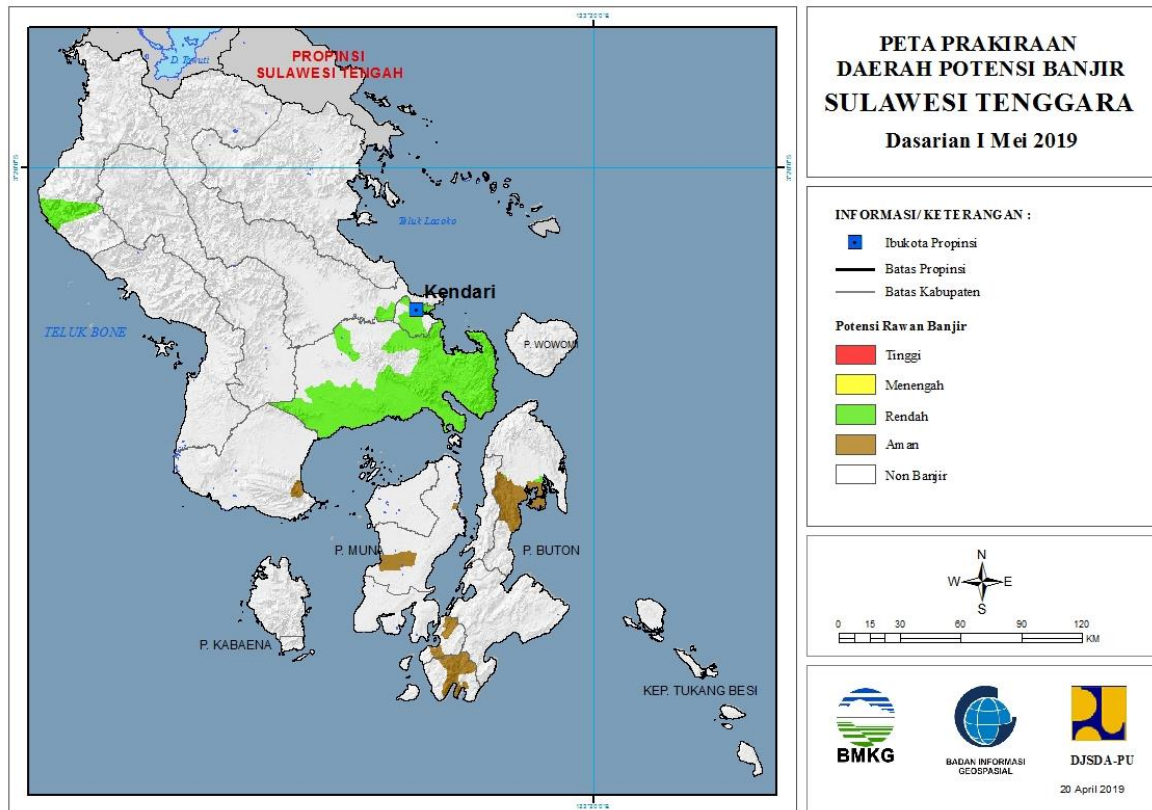 PETA PRAKIRAAN
DAERAH POTENSI BANJIR
SULAWESI TENGGARA
Dasarian I Mei 2019
INFORMASI/ KETERANGAN :
Ibukota Propinsi
Batas Propinsi
Batas Kabupaten
Potensi Rawan Banjir
Tinggi
Menengah
Rendah
Aman
Non Banjir
N
W E
S
0 15 30 60 90 120
KM
BMKG
BADAN INFORMASI
GEOSPASIAL
DJSDA-PU
20 April 2019
D. Towuti
PROPINSI
SULAWESI TENGAH
Teluk Lasolo
Kendari
TELUK BONE
P. WOWONI
P. MUNA
P. BUTON
P. KABAENA
KEP. TUKANG BESI